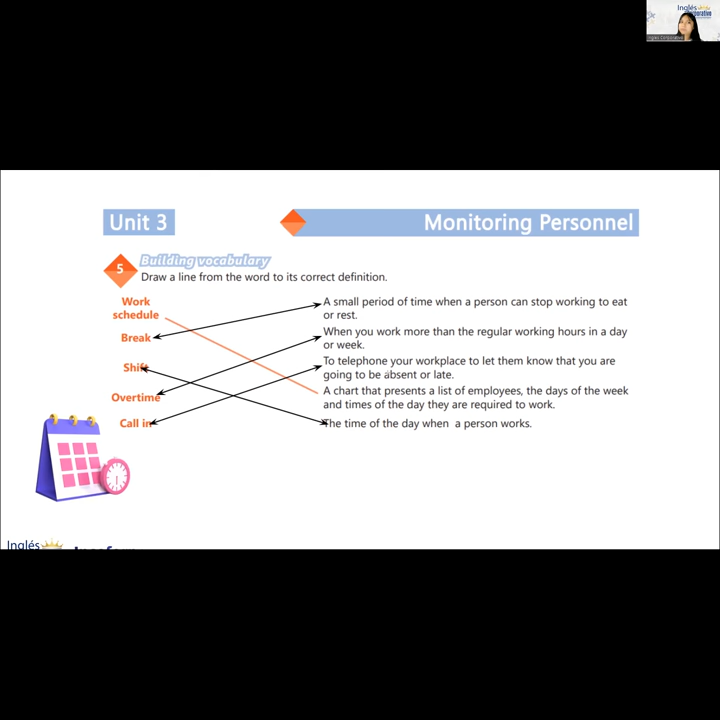 Inglés
Corporativo
Inglés Corporativo
Unit 3
Monitoring Personnel
5
Building vocabulary
Draw a line from the word to its correct definition.
Work
schedule
Break
Shift
Overtime
Call in
A small period of time when a person can stop working to eat
or rest.
When you work more than the regular working hours in a day
or week.
To telephone your workplace to let them know that you are
going to be absent or late.
A chart that presents a list of employees, the days of the week
and times of the day they are required to work.
The time of the day when a person works.
Inglés